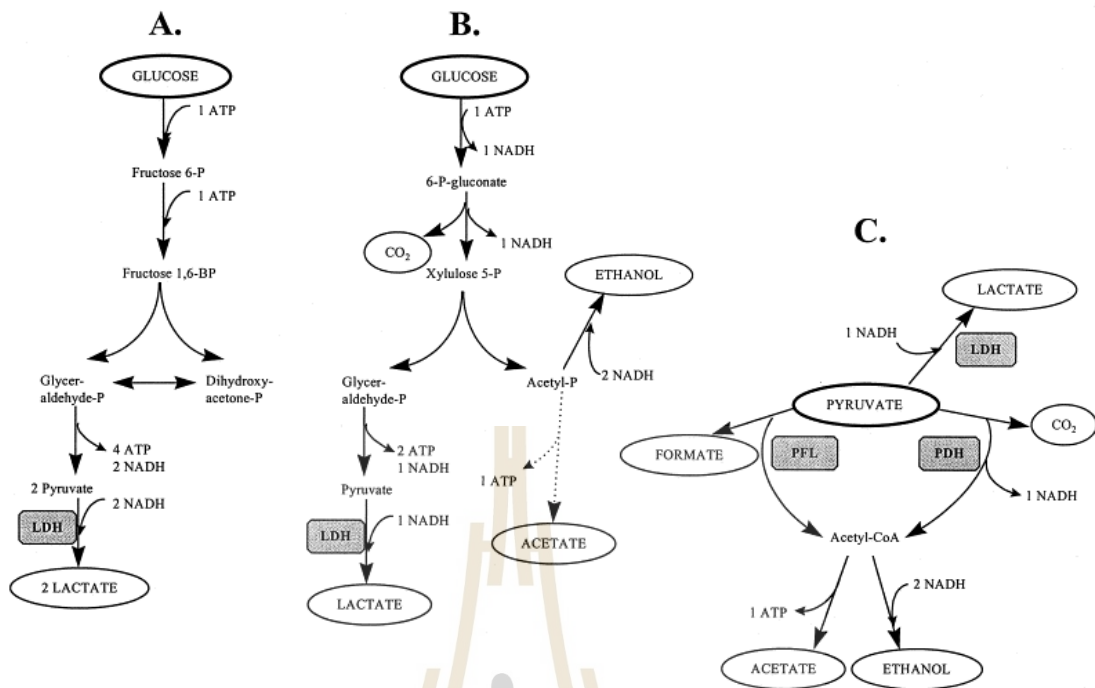 A.
GLUCOSE
1 ATP
Fructose 6-P
1 ATP
Fructose 1,6-BP
Glycer-
aldehyde-P
Dihydroxy-
acetone-P
4 ATP
2 NADH
2 Pyruvate
2 NADH
LDH
2 LACTATE
B.
GLUCOSE
1 ATP
1 NADH
6-P-gluconate
CO₂
1 NADH
Xylulose 5-P
ETHANOL
2 NADH
Glycer-
aldehyde-P
Acetyl-P
2 ATP
1 NADH
1 ATP
Pyruvate
LDH
1 NADH
ACETATE
LACTATE
C.
LACTATE
1 NADH
LDH
PYRUVATE
CO₂
FORMATE
PFL
PDH
1 NADH
Acetyl-CoA
1 ATP
2 NADH
ACETATE
ETHANOL